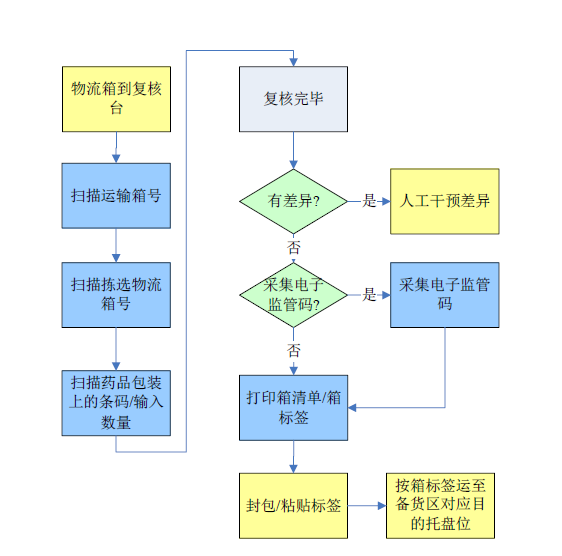 物流箱到复核
台
扫描运输箱号
扫描拣选物流
箱号
扫描药品包装
上的条码/输入
数量
复核完毕
有差异?
是
人工干预差异
否
采集电子
监管码?
是
采集电子监管
码
否
打印箱清单/箱
标签
封包/粘贴标签
按箱标签运至
备货区对应目
的托盘位